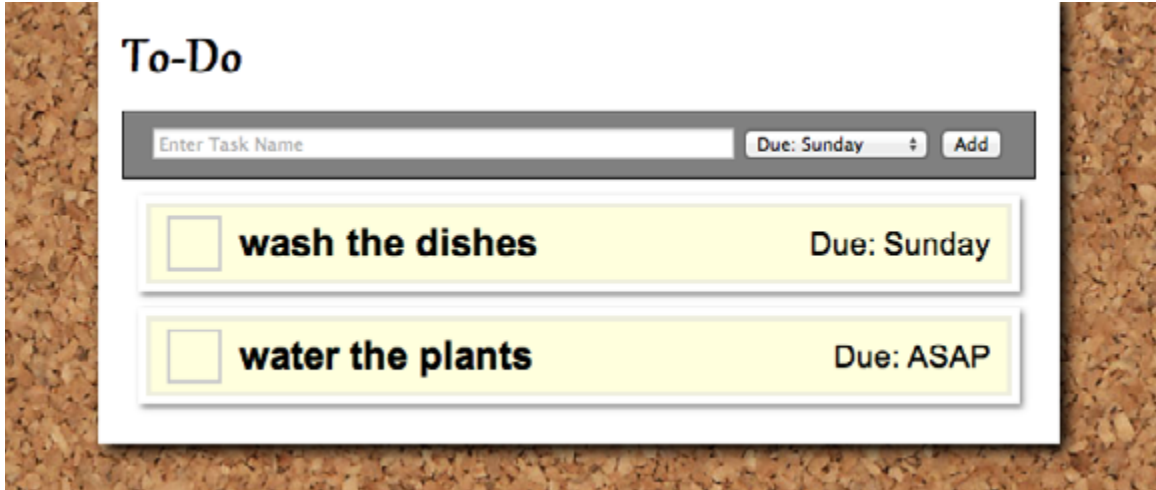 To-Do
Enter Task Name Due: Sunday Add
wash the dishes Due: Sunday
water the plants Due: ASAP